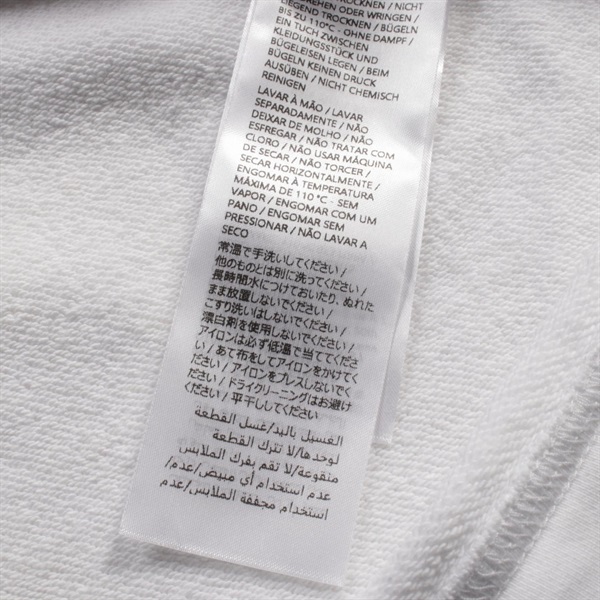 TROCKNEN / NICHT
VERDREHEN ODER WRINGEN /
LIEGEND TROCKNEN / BÜGELN
BIS ZU 110°C - OHNE DAMPF /
EIN TUCH ZWISCHEN
KLEIDUNGSSTÜCK UND
BÜGELEISEN LEGEN / BEIM
BÜGELN KEINEN DRUCK
AUSÜBEN / NICHT CHEMISCH
REINIGEN
LAVAR À MÃO / LAVAR
SEPARADAMENTE / NÃO
DEIXAR DE MOLHO / NÃO
ESFREGAR / NÃO TRATAR COM
CLORO / NÃO USAR MÁQUINA
DE SECAR / NÃO TORCER /
SECAR HORIZONTALMENTE /
ENGOMAR À TEMPERATURA
MÁXIMA DE 110°C - SEM
VAPOR / ENGOMAR COM UM
PANO / ENGOMAR SEM
PRESSIONAR / NÃO LAVAR A
SECO
常温で手洗いしてください /
他のものとは別に洗ってください /
長時間水につけておいたり、ぬれた
まま放置しないでください /
こすり洗いはしないでください /
漂白剤を使用しないでください /
アイロンは必ず低温で当ててくださ
い / あて布をしてアイロンをかけてく
ださい / アイロンをプレスしないでく
ださい / ドライクリーニングはお避け
ください / 平干ししてください
الغسيل باليد/غسل القطعة
لوحدها/لا تترك القطعة
منقوعة/لا تقم بفرك الملابس
/عدم استخدام أي مبيض/عدم
استخدام مجففة الملابس/